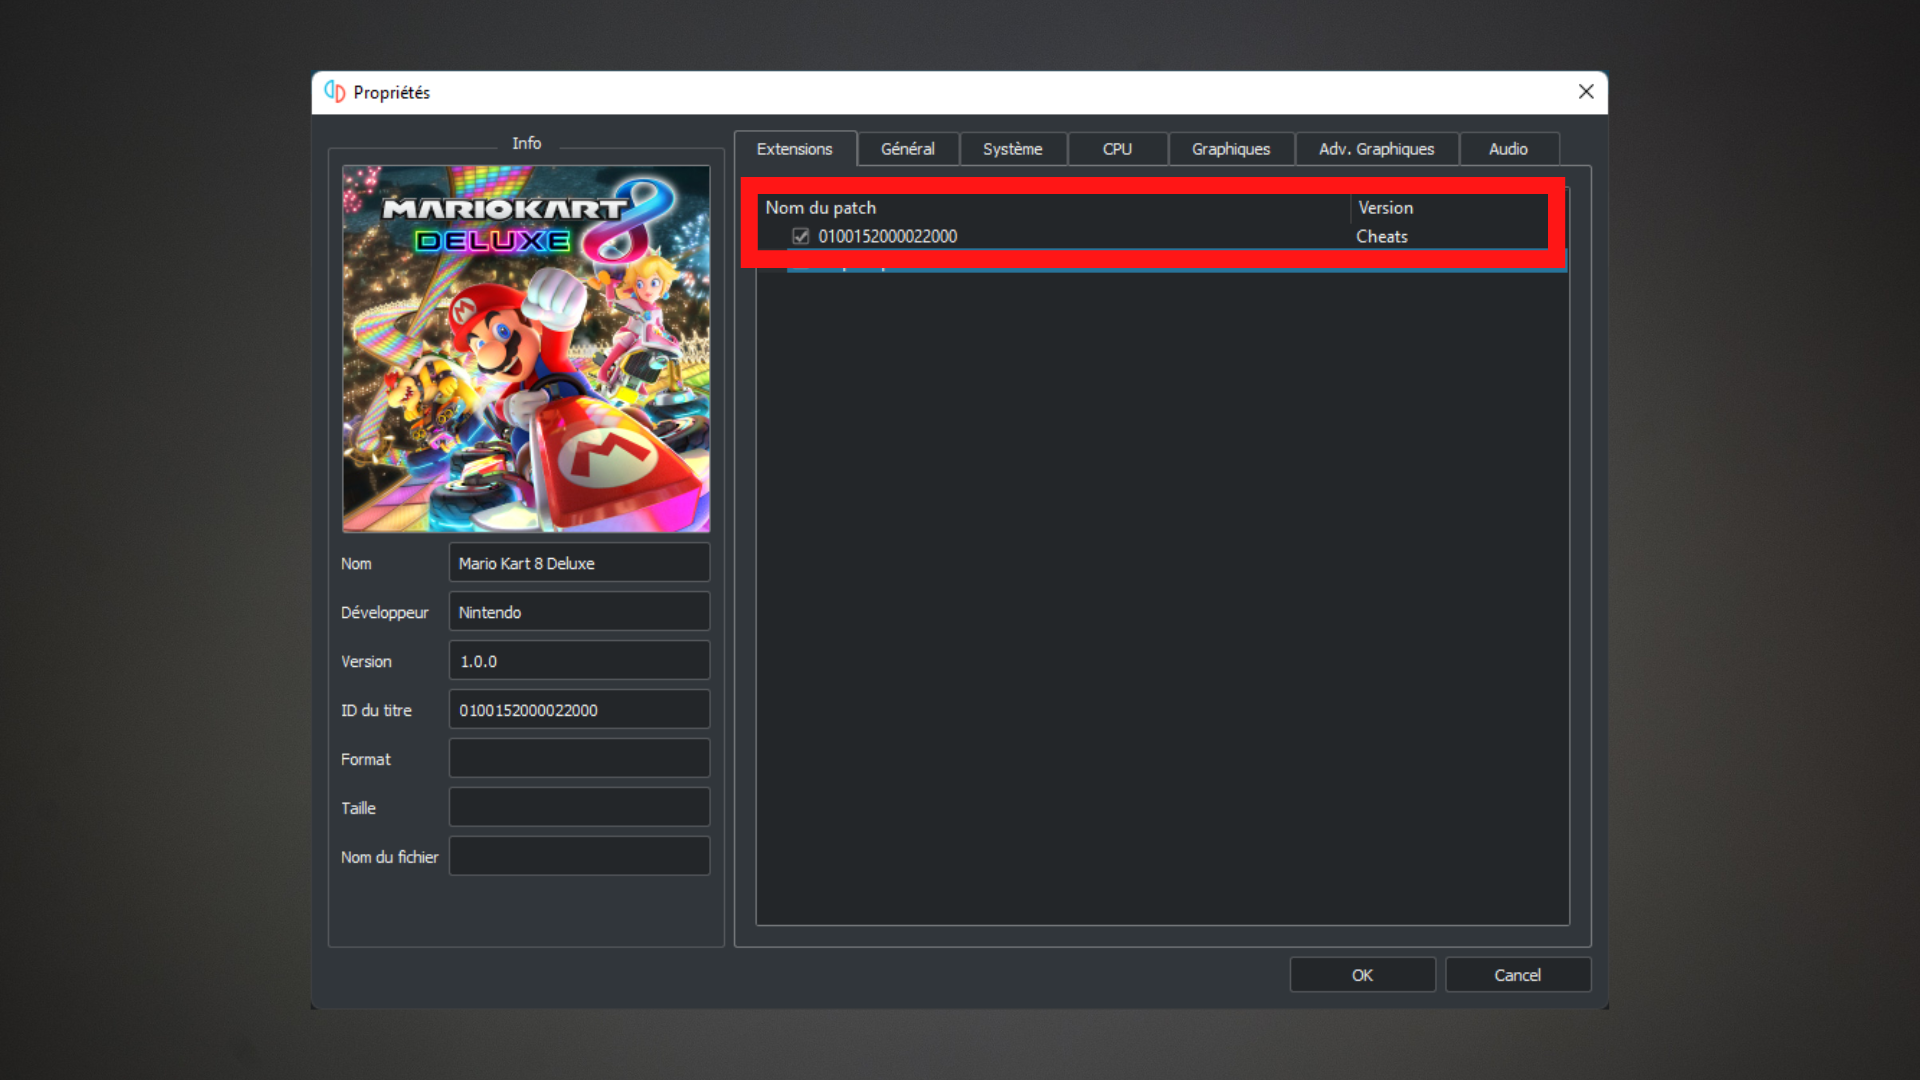 Propriétés
Info
MARIOKART 8
DELUXE
M
M
Nom
Mario Kart 8 Deluxe
Développeur
Nintendo
Version
1.0.0
ID du titre
0100152000022000
Format
Taille
Nom du fichier
Extensions
Général
Système
CPU
Graphiques
Adv. Graphiques
Audio
Nom du patch
Version
0100152000022000
Cheats
OK
Cancel